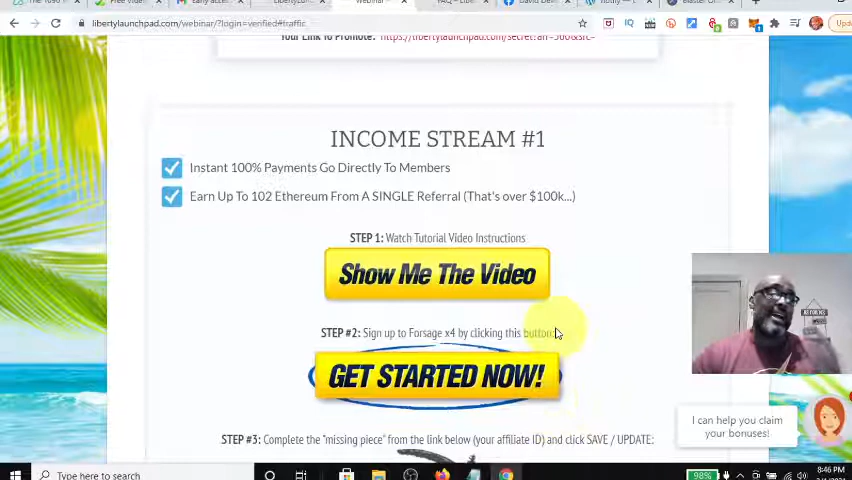 libertylaunchpad.com/webinar/?login=verified#traffic
Your Link To Promote: https://libertylaunchpad.com/secret?aff=
INCOME STREAM #1
Instant 100% Payments Go Directly To Members
Earn Up To 102 Ethereum From A SINGLE Referral (That's over $100k...)
STEP 1: Watch Tutorial Video Instructions
Show Me The Video
STEP #2: Sign up to Forsage x4 by clicking this button:
GET STARTED NOW!
I can help you claim
your bonuses!
STEP #3: Complete the "missing piece" from the link below (your affiliate ID) and click SAVE / UPDATE:
Type here to search
98%
8:46 PM